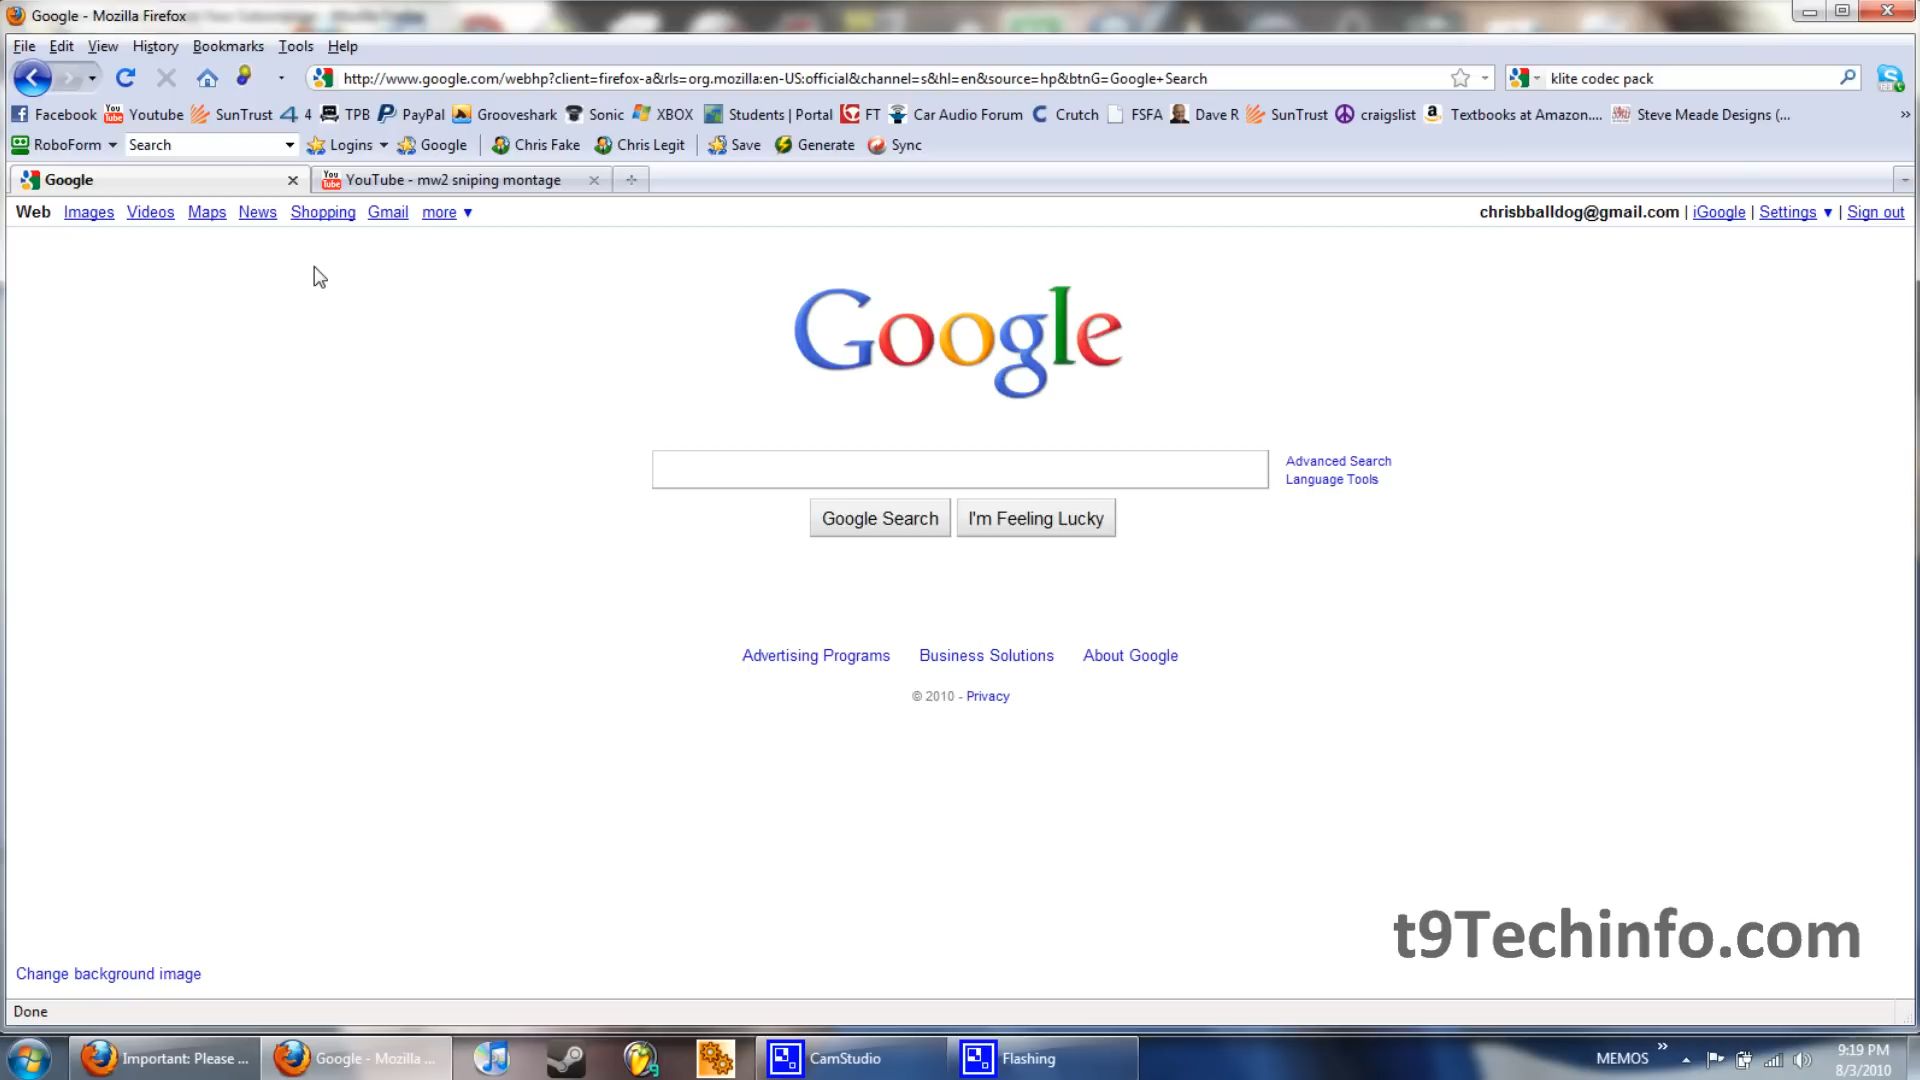 Google - Mozilla Firefox
File Edit View History Bookmarks Tools Help
http://www.google.com/webhp?client=firefox-a&rls=org.mozilla:en-US:official&channel=s&hl=en&source=hp&btnG=Google+Search klite codec pack
Facebook Youtube SunTrust 4 TPB PayPal Grooveshark Sonic XBOX Students | Portal FT Car Audio Forum Crutch FSFA Dave R SunTrust craigslist Textbooks at Amazon.... Steve Meade Designs (... »
RoboForm Search Logins Google Chris Fake Chris Legit Save Generate Sync
Google YouTube - mw2 sniping montage
Web Images Videos Maps News Shopping Gmail more ▼ chrisbballdog@gmail.com | iGoogle | Settings ▼ | Sign out
Google
Advanced Search
Language Tools
Google Search I'm Feeling Lucky
Advertising Programs Business Solutions About Google
© 2010 - Privacy
t9Techinfo.com
Change background image
Done
Important: Please ... Google - Mozilla ... CamStudio Flashing MEMOS » 9:19 PM
8/3/2010